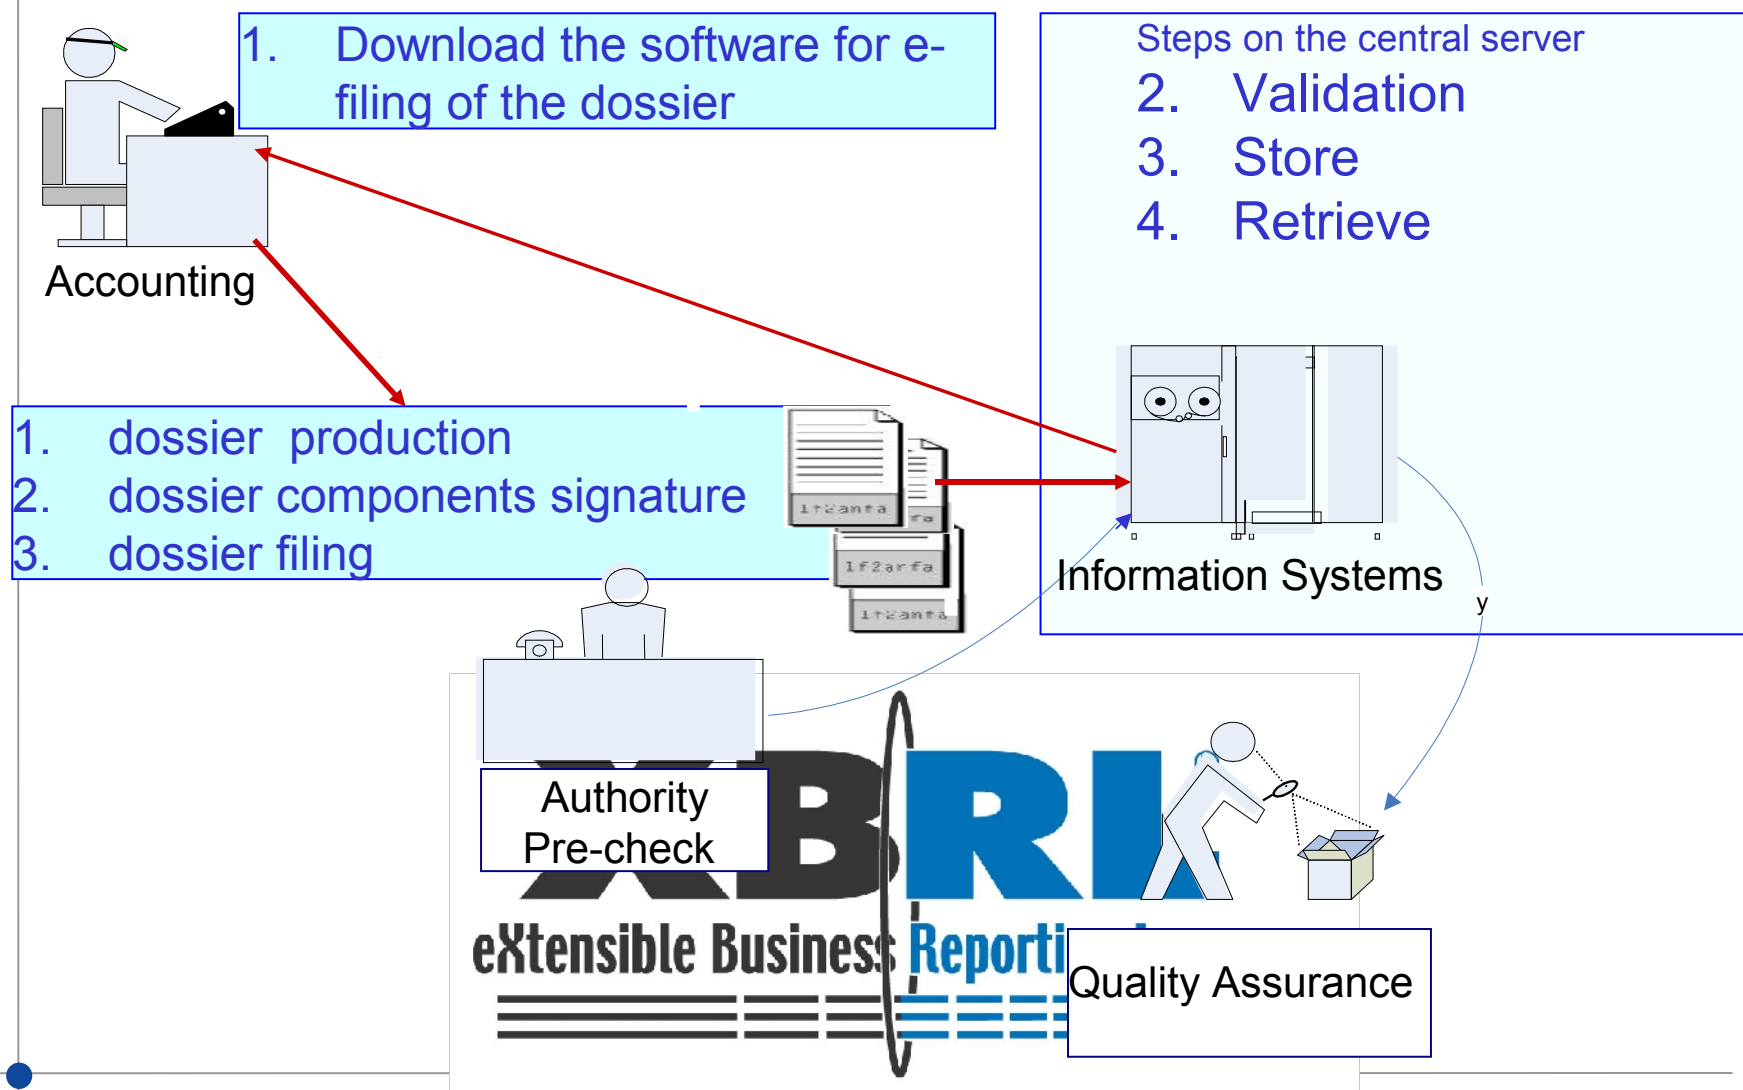 1. Download the software for e-
filing of the dossier
Steps on the central server
2. Validation
3. Store
4. Retrieve
Accounting
1. dossier production
2. dossier components signature
3. dossier filing
Information Systems
y
Authority
Pre-check
XBRL
eXtensible Business Reporti
Quality Assurance